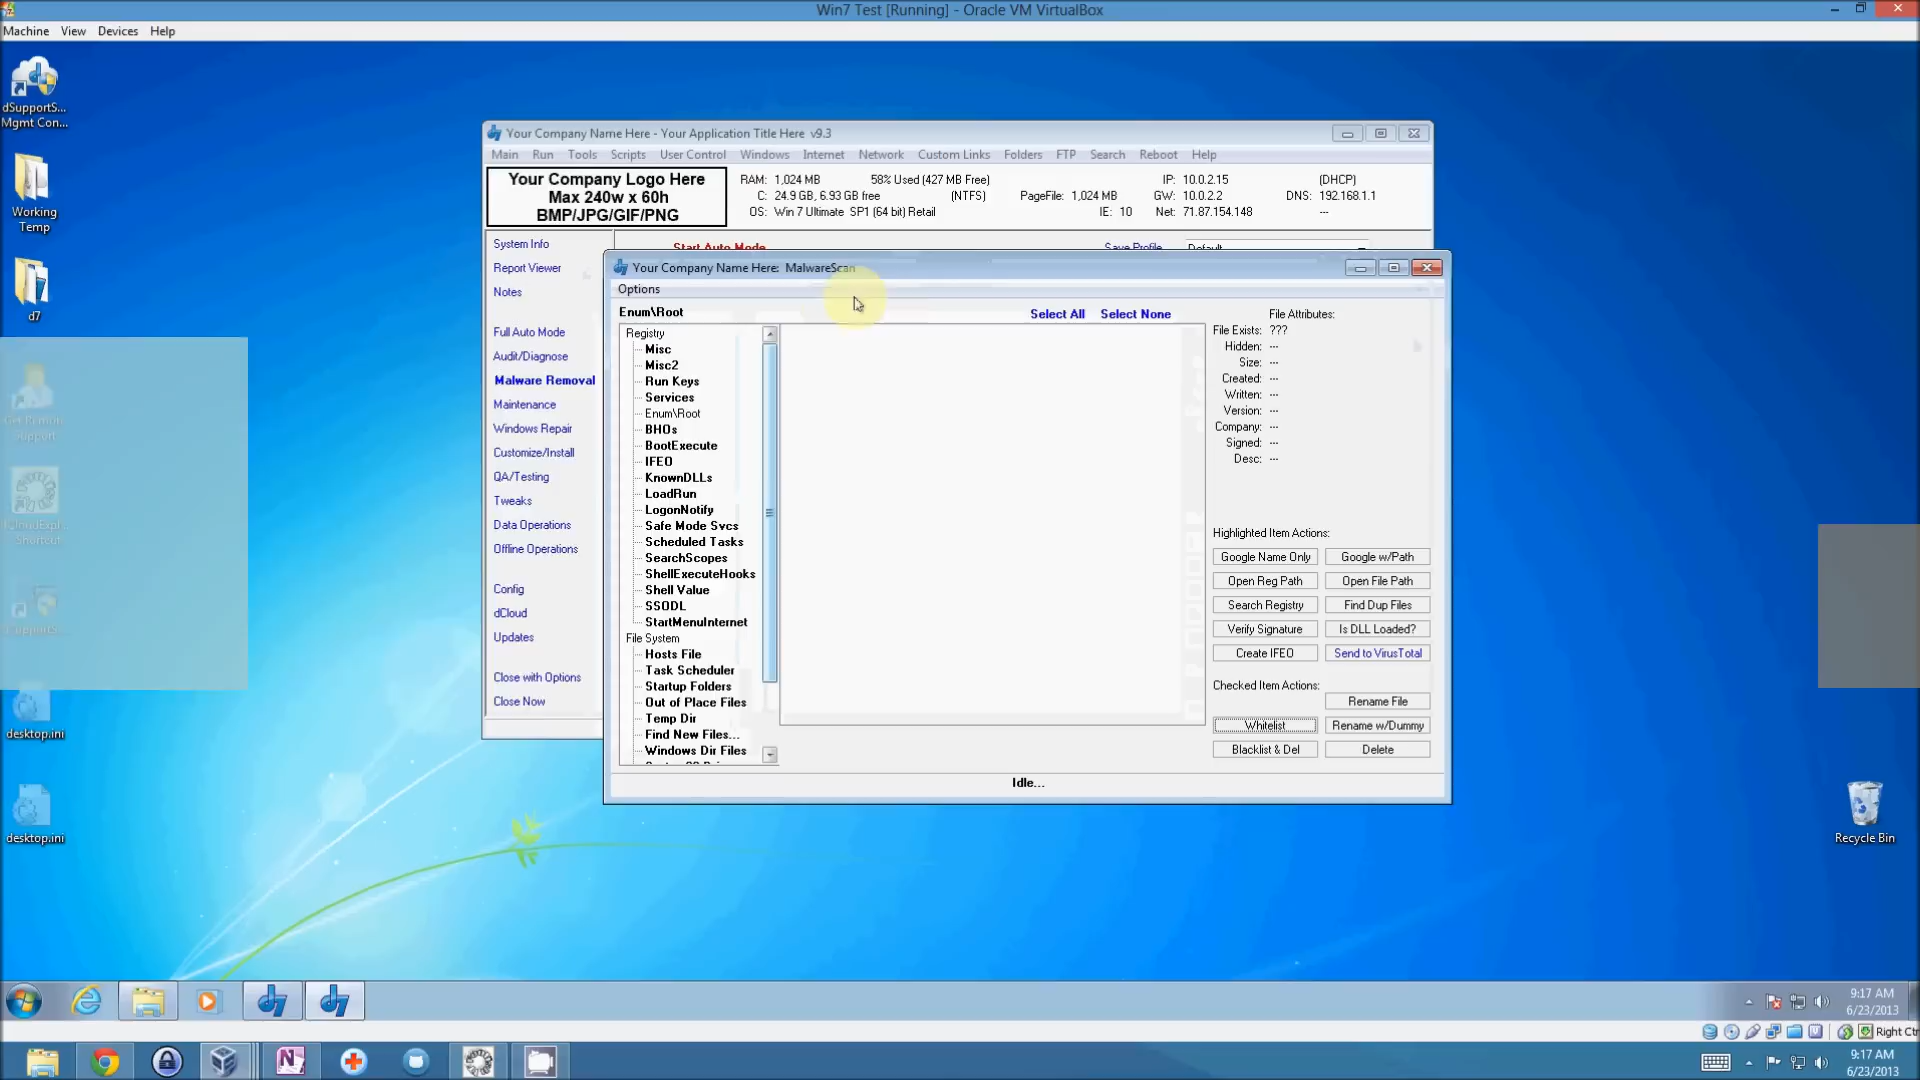 Win7 Test [Running] - Oracle VM VirtualBox
Machine View Devices Help
dSupportS...
Mgmt Con...
Working
Temp
d7
Get Remote
Support
Shortcut
desktop.ini
desktop.ini
Recycle Bin
Your Company Name Here - Your Application Title Here v9.3
Main Run Tools Scripts User Control Windows Internet Network Custom Links Folders FTP Search Reboot Help
Your Company Logo Here
Max 240w x 60h
BMP/JPG/GIF/PNG
RAM: 1,024 MB 58% Used (427 MB Free) IP: 10.0.2.15 (DHCP)
C: 24.9 GB, 6.93 GB free (NTFS) PageFile: 1,024 MB GW: 10.0.2.2 DNS: 192.168.1.1
OS: Win 7 Ultimate SP1 (64 bit) Retail IE: 10 Net: 71.87.154.148 ---
Start Auto Mode Save Profile Default
System Info
Report Viewer
Notes
Full Auto Mode
Audit/Diagnose
Malware Removal
Maintenance
Windows Repair
Customize/Install
QA/Testing
Tweaks
Data Operations
Offline Operations
Config
dCloud
Updates
Close with Options
Close Now
Your Company Name Here: MalwareScan
Options
Enum\Root
Select All Select None
Registry
Misc
Misc2
Run Keys
Services
Enum\Root
BHOs
BootExecute
IFEO
KnownDLLs
LoadRun
LogonNotify
Safe Mode Svcs
Scheduled Tasks
SearchScopes
ShellExecuteHooks
Shell Value
SSODL
StartMenuInternet
File System
Hosts File
Task Scheduler
Startup Folders
Out of Place Files
Temp Dir
Find New Files...
Windows Dir Files
File Attributes:
File Exists: ???
Hidden: ---
Size: ---
Created: ---
Written: ---
Version: ---
Company: ---
Signed: ---
Desc: ---
Highlighted Item Actions:
Google Name Only Google w/Path
Open Reg Path Open File Path
Search Registry Find Dup Files
Verify Signature Is DLL Loaded?
Create IFEO Send to VirusTotal
Checked Item Actions:
Rename File
Whitelist Rename w/Dummy
Blacklist & Del Delete
Idle...
9:17 AM
6/23/2013
Right Ctrl
9:17 AM
6/23/2013